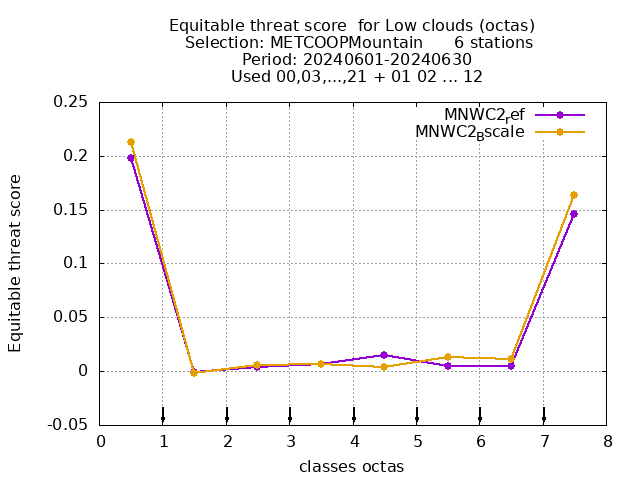 Equitable threat score  for Low clouds (octas)
Selection: METCOOPMountain      6 stations
Period: 20240601-20240630
Used 00,03,...,21 + 01 02 ... 12
MNWC2ref
MNWC2Bscale
0.25
0.2
0.15
0.1
0.05
0
-0.05
Equitable threat score
0 1 2 3 4 5 6 7 8
classes octas